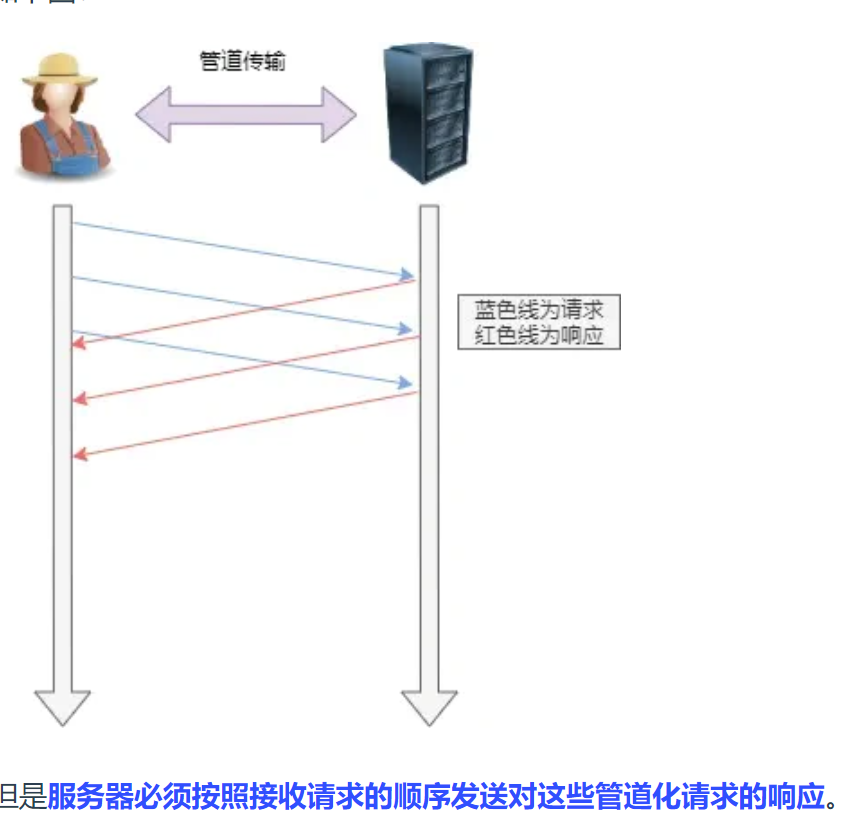 管道传输
蓝色线为请求
红色线为响应
但是服务器必须按照接收请求的顺序发送对这些管道化请求的响应。